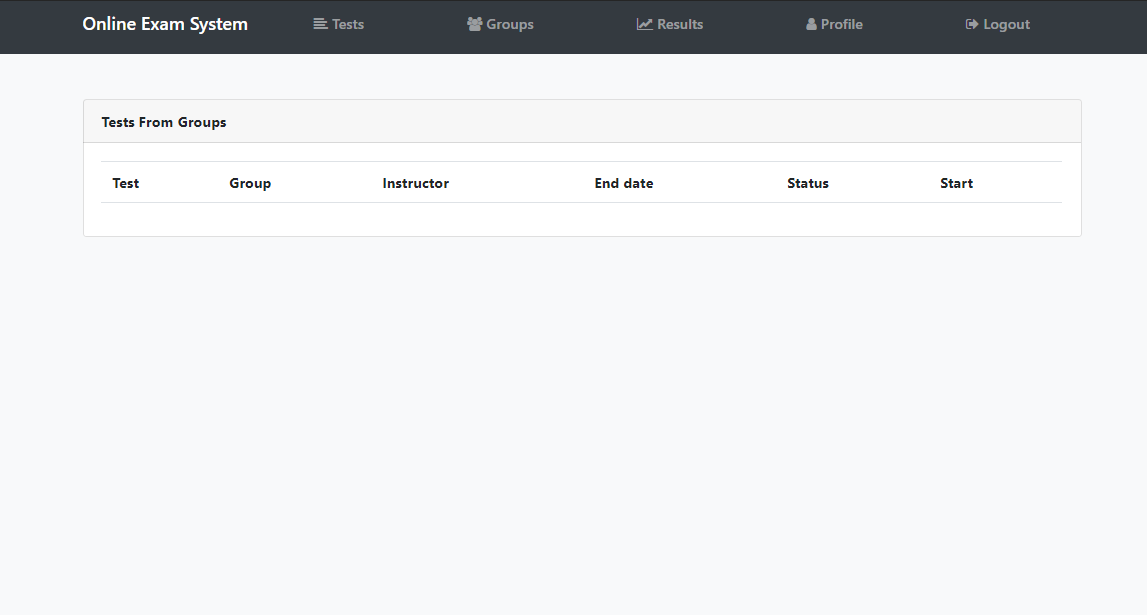 Online Exam System Tests Groups Results Profile Logout
Tests From Groups
Test Group Instructor End date Status Start